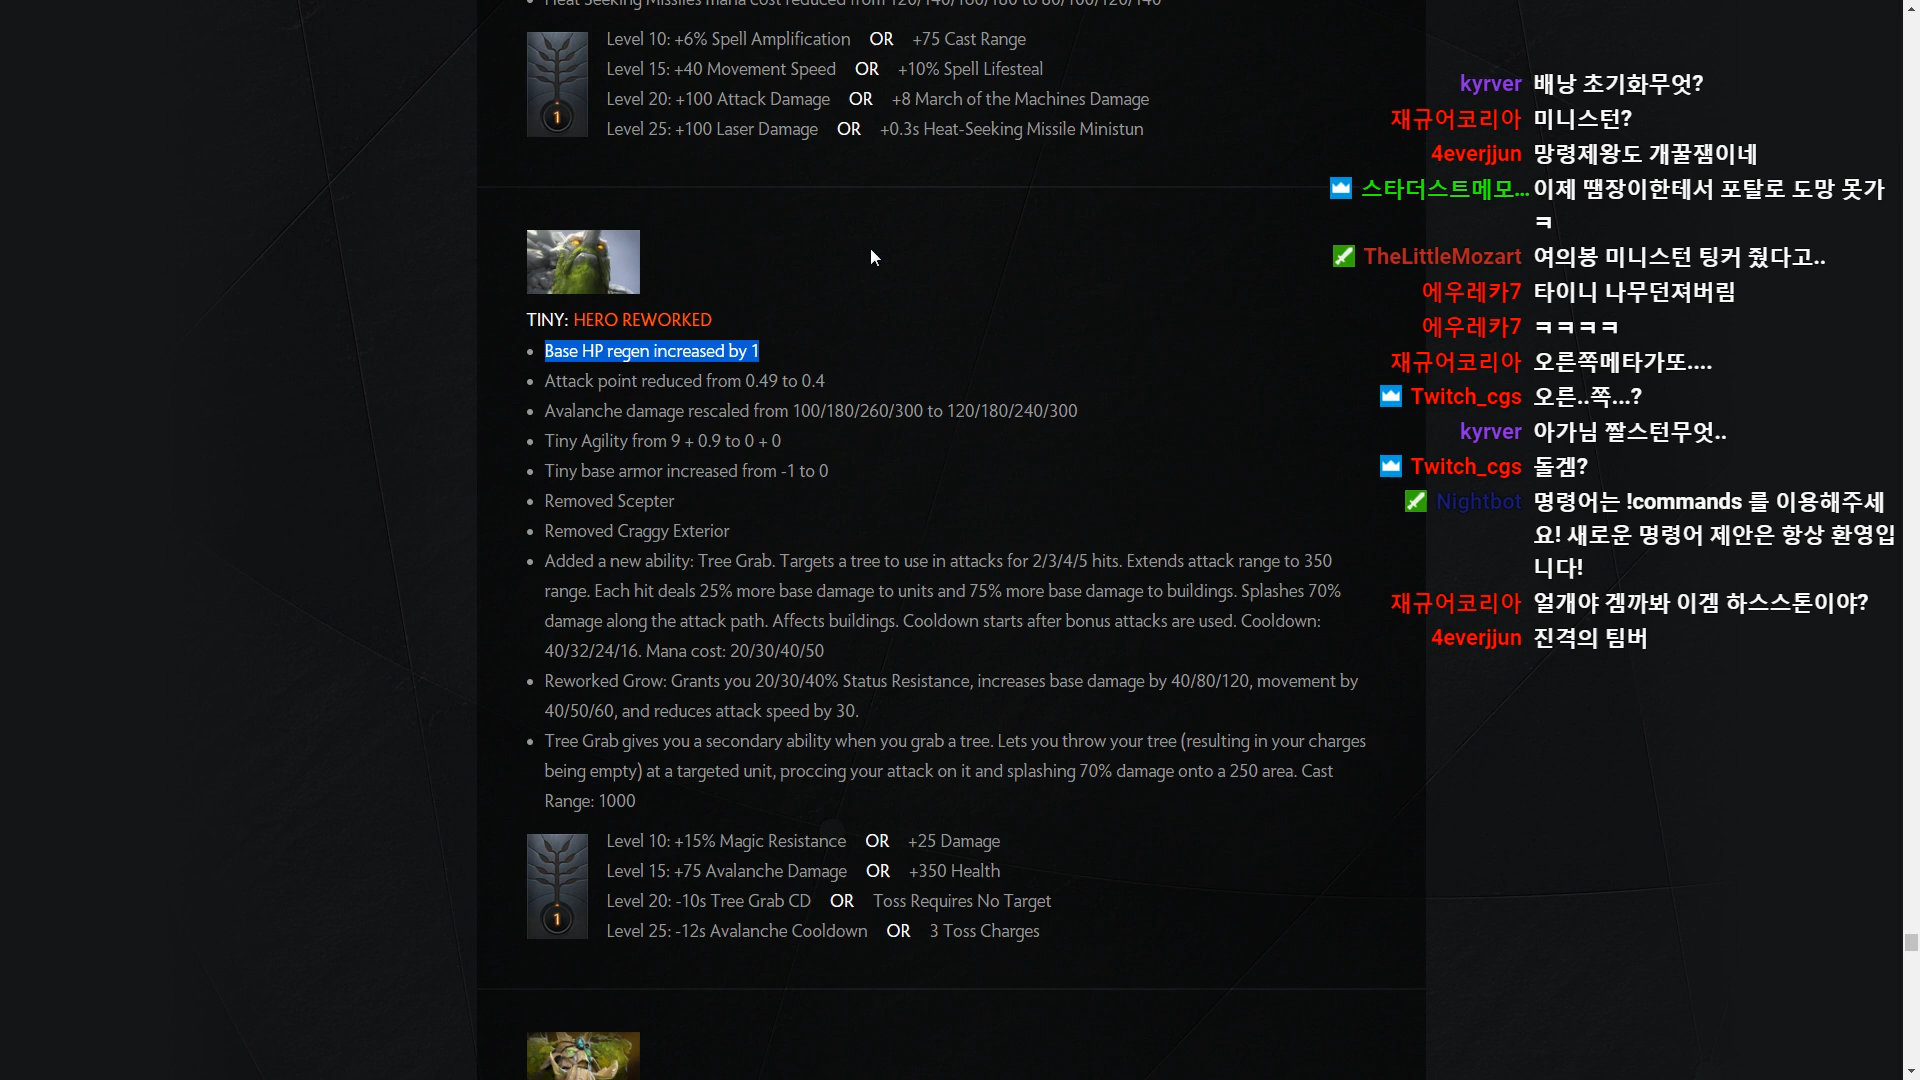 Heat Seeking Missiles mana cost reduced from 120/140/160/180 to 80/100/120/140
Level 10: +6% Spell Amplification OR +75 Cast Range
Level 15: +40 Movement Speed OR +10% Spell Lifesteal
Level 20: +100 Attack Damage OR +8 March of the Machines Damage
Level 25: +100 Laser Damage OR +0.3s Heat-Seeking Missile Ministun
1
TINY: HERO REWORKED
Base HP regen increased by 1
Attack point reduced from 0.49 to 0.4
Avalanche damage rescaled from 100/180/260/300 to 120/180/240/300
Tiny Agility from 9 + 0.9 to 0 + 0
Tiny base armor increased from -1 to 0
Removed Scepter
Removed Craggy Exterior
Added a new ability: Tree Grab. Targets a tree to use in attacks for 2/3/4/5 hits. Extends attack range to 350
range. Each hit deals 25% more base damage to units and 75% more base damage to buildings. Splashes 70%
damage along the attack path. Affects buildings. Cooldown starts after bonus attacks are used. Cooldown:
40/32/24/16. Mana cost: 20/30/40/50
Reworked Grow: Grants you 20/30/40% Status Resistance, increases base damage by 40/80/120, movement by
40/50/60, and reduces attack speed by 30.
Tree Grab gives you a secondary ability when you grab a tree. Lets you throw your tree (resulting in your charges
being empty) at a targeted unit, proccing your attack on it and splashing 70% damage onto a 250 area. Cast
Range: 1000
Level 10: +15% Magic Resistance OR +25 Damage
Level 15: +75 Avalanche Damage OR +350 Health
Level 20: -10s Tree Grab CD OR Toss Requires No Target
Level 25: -12s Avalanche Cooldown OR 3 Toss Charges
1
kyrver 배낭 초기화무엇?
재규어코리아 미니스턴?
4everjjun 망령제왕도 개꿀잼이네
스타더스트메모... 이제 땜장이한테서 포탈로 도망 못가
ㅋ
TheLittleMozart 여의봉 미니스턴 팅커 줬다고..
에우레카7 타이니 나무던져버림
에우레카7 ㅋㅋㅋㅋ
재규어코리아 오른쪽메타가또....
Twitch_cgs 오른..쪽...?
kyrver 아가님 짤스턴무엇..
Twitch_cgs 돌겜?
Nightbot 명령어는 !commands 를 이용해주세
요! 새로운 명령어 제안은 항상 환영입
니다!
재규어코리아 얼개야 겜까봐 이겜 하스스톤이야?
4everjjun 진격의 팀버